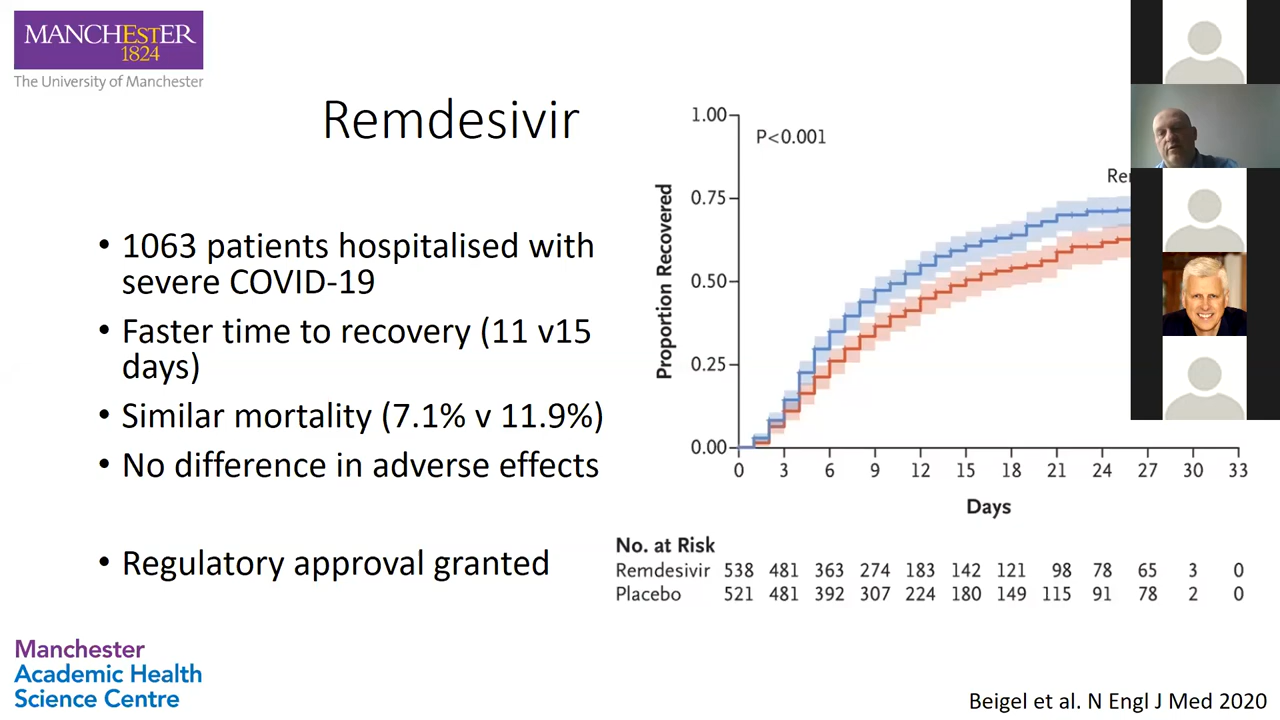 MANCHESTER
1824
The University of Manchester
Remdesivir
• 1063 patients hospitalised with
severe COVID-19
• Faster time to recovery (11 v15
days)
• Similar mortality (7.1% v 11.9%)
• No difference in adverse effects
• Regulatory approval granted
1.00
P<0.001
0.75
0.50
0.25
0.00
Proportion Recovered
0 3 6 9 12 15 18 21 24 27 30 33
Days
No. at Risk
Remdesivir 538 481 363 274 183 142 121 98 78 65 3 0
Placebo 521 481 392 307 224 180 149 115 91 78 2 0
Manchester
Academic Health
Science Centre
Beigel et al. N Engl J Med 2020